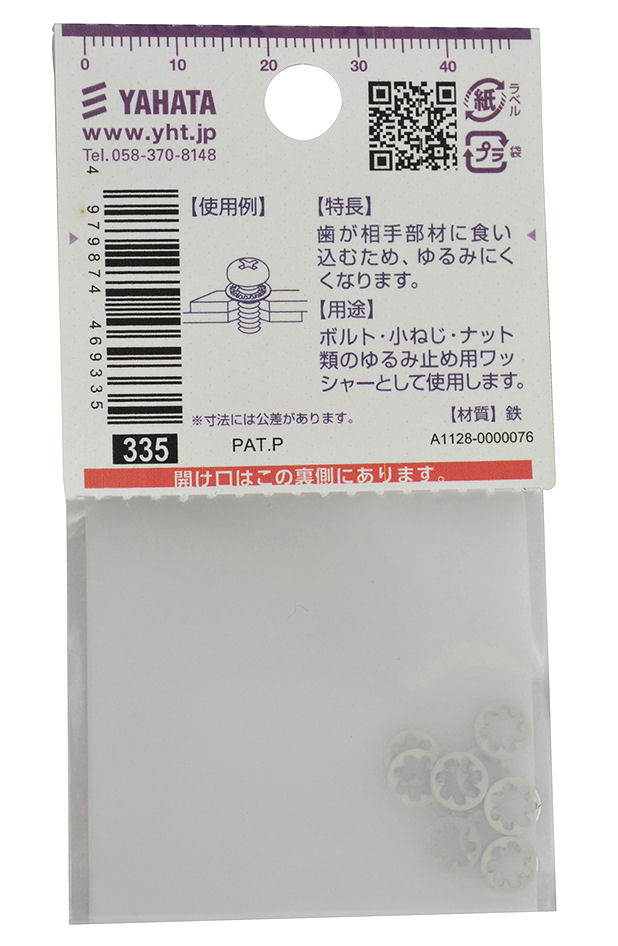 0 10 20 30 40
YAHATA
www.yht.jp
Tel.058-370-8148
紙
ラベル
プラ
袋
4 979874 469335
【使用例】
【特長】
歯が相手部材に食い
込むため、ゆるみにく
くなります。
【用途】
ボルト・小ねじ・ナット
類のゆるみ止め用ワッ
シャーとして使用します。
※寸法には公差があります。
【材質】鉄
335
PAT.P
A1128-0000076
開け口はこの裏側にあります。